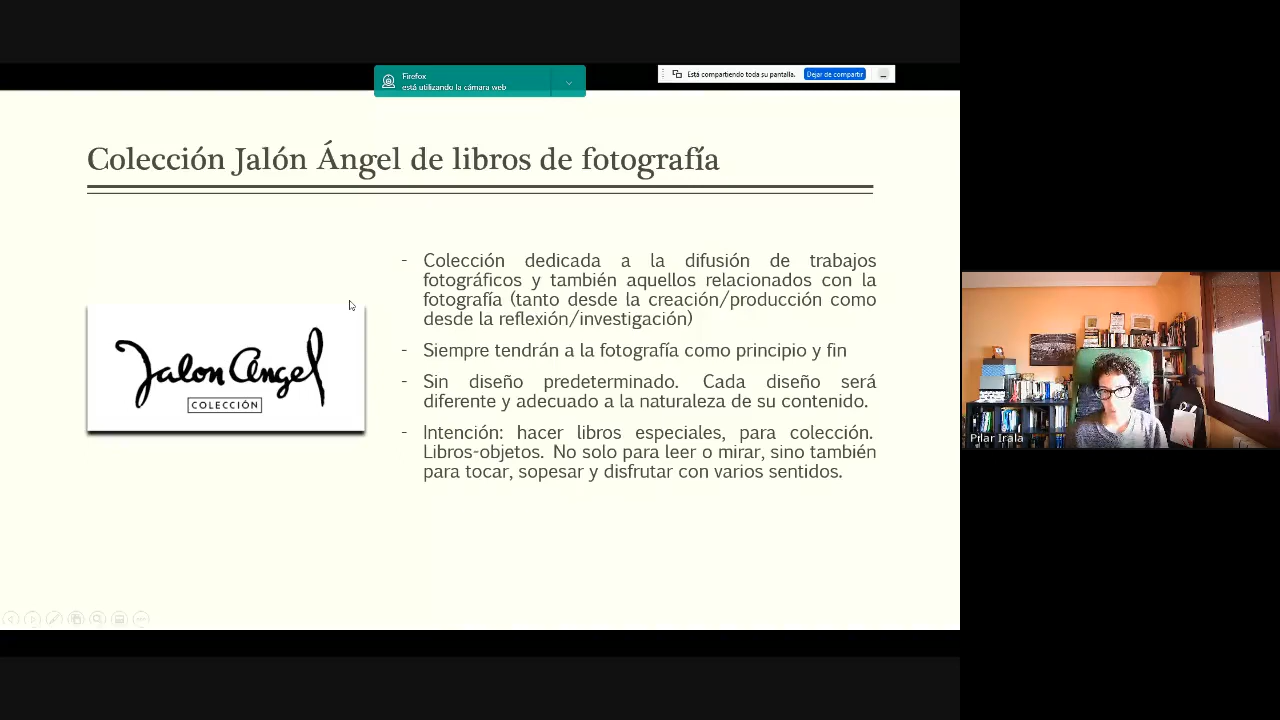 Firefox
está utilizando la cámara web
Está compartiendo toda su pantalla.
Dejar de compartir
Colección Jalón Ángel de libros de fotografía
- Colección dedicada a la difusión de trabajos
fotográficos y también aquellos relacionados con la
fotografía (tanto desde la creación/producción como
desde la reflexión/investigación)
- Siempre tendrán a la fotografía como principio y fin
- Sin diseño predeterminado. Cada diseño será
diferente y adecuado a la naturaleza de su contenido.
- Intención: hacer libros especiales, para colección.
Libros-objetos. No solo para leer o mirar, sino también
para tocar, sopesar y disfrutar con varios sentidos.
Jalon Angel
COLECCIÓN
Pilar Irala